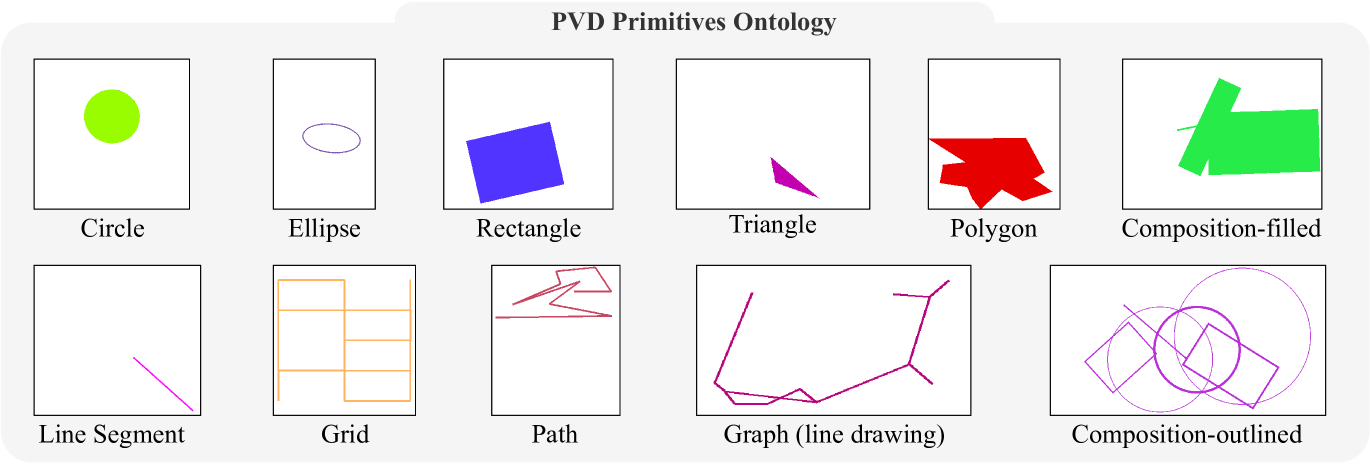 PVD Primitives Ontology
Circle
Ellipse
Rectangle
Triangle
Polygon
Composition-filled
Line Segment
Grid
Path
Graph (line drawing)
Composition-outlined